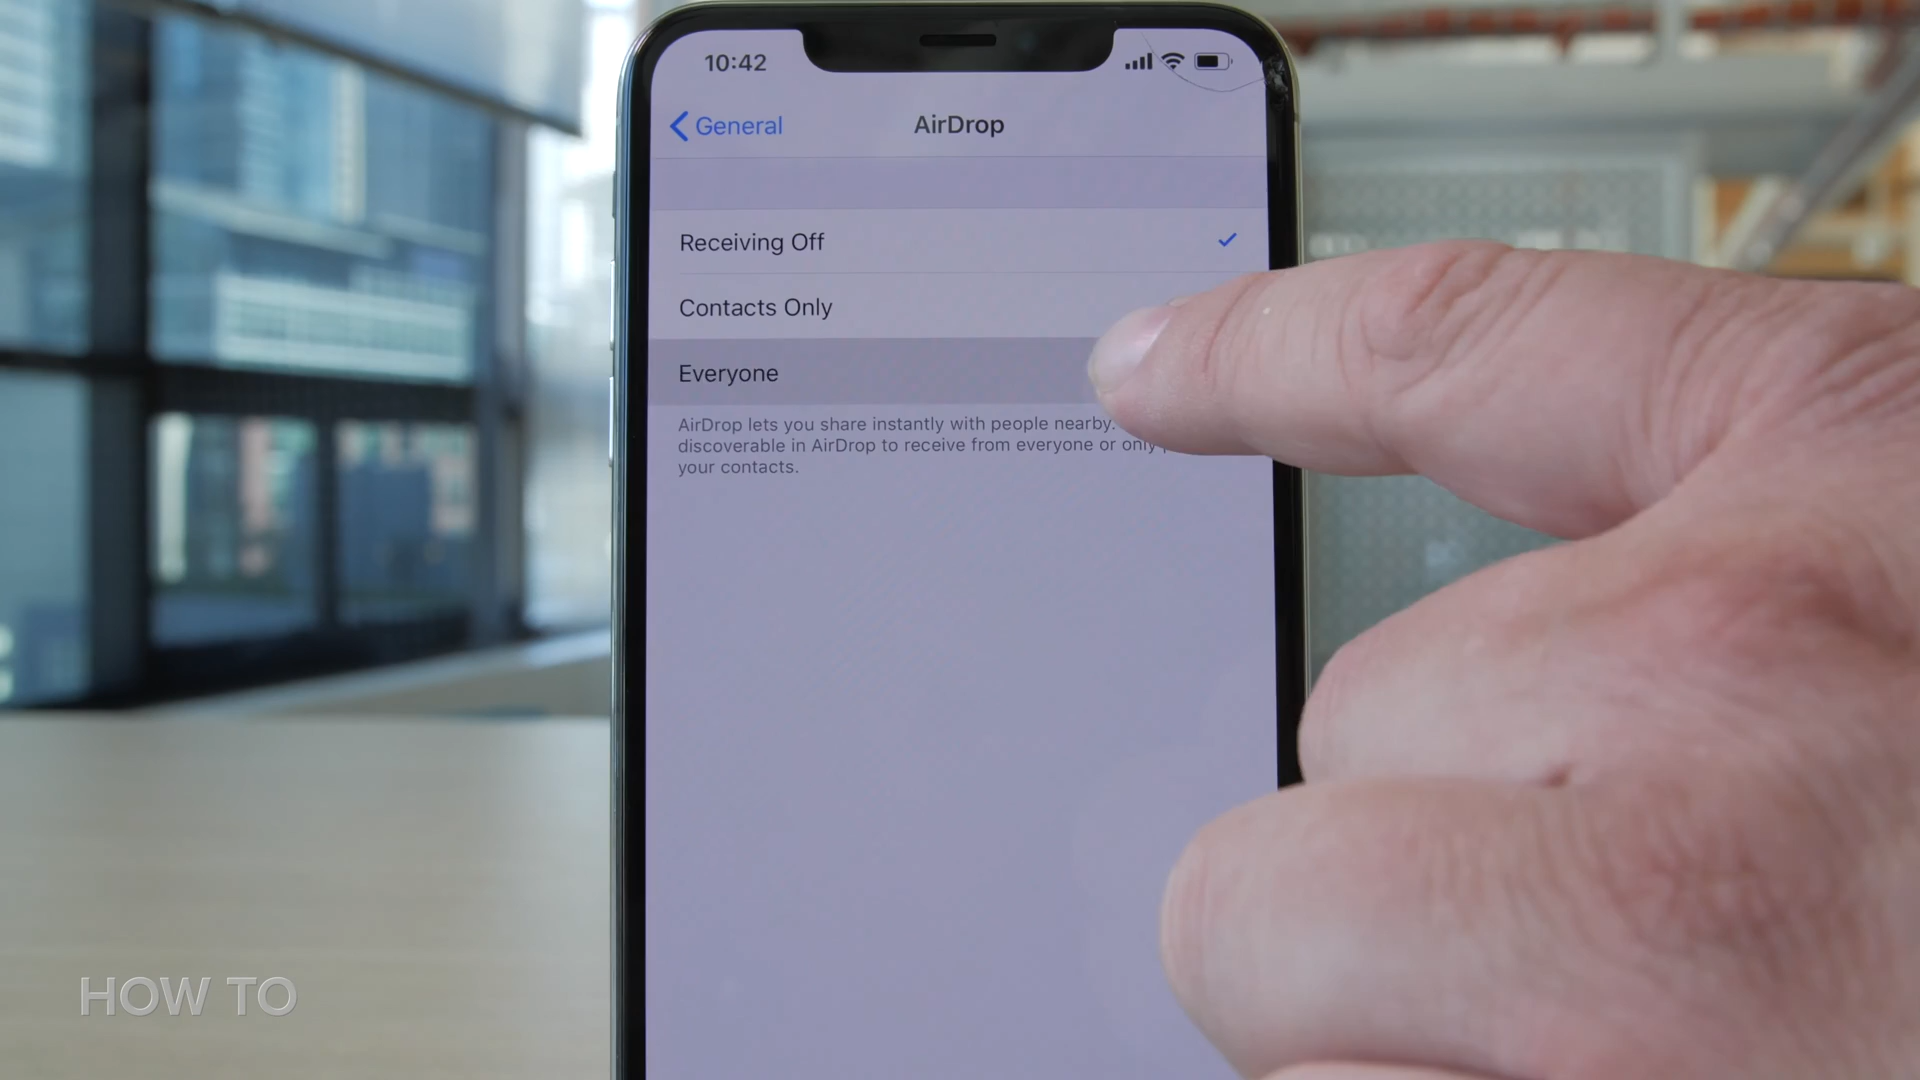 10:42
General
AirDrop
Receiving Off
Contacts Only
Everyone
AirDrop lets you share instantly with people nearby.
discoverable in AirDrop to receive from everyone or only
your contacts.
HOW TO